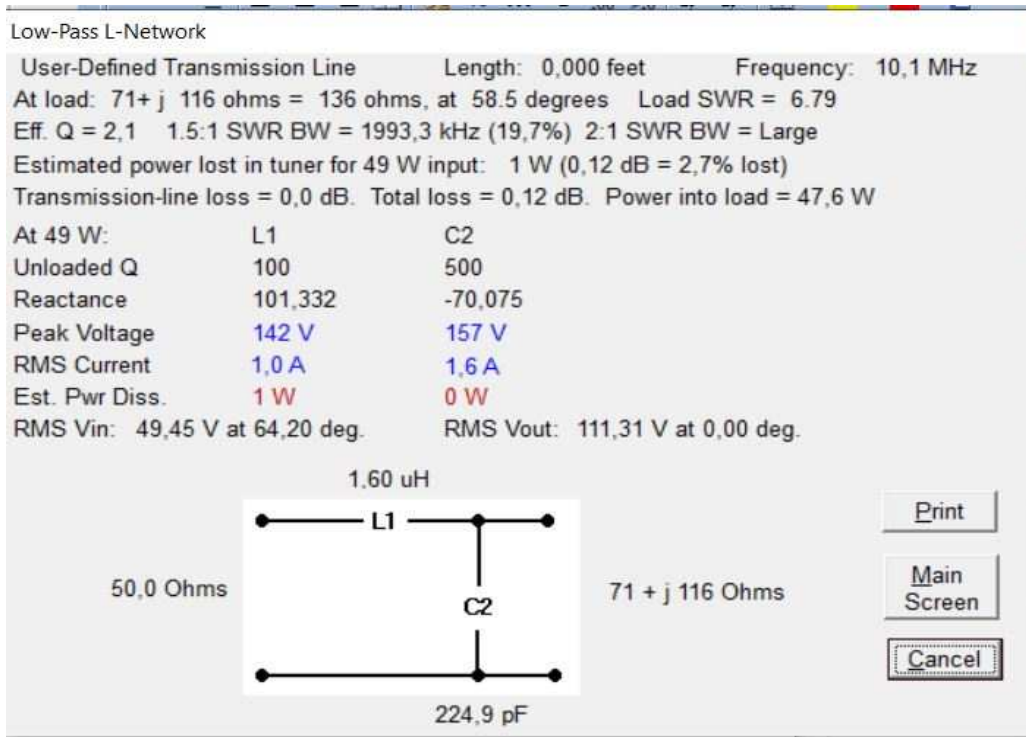 Low-Pass L-Network
User-Defined Transmission Line Length: 0,000 feet Frequency: 10,1 MHz
At load: 71+ j 116 ohms = 136 ohms, at 58.5 degrees Load SWR = 6.79
Eff. Q = 2,1 1.5:1 SWR BW = 1993,3 kHz (19,7%) 2:1 SWR BW = Large
Estimated power lost in tuner for 49 W input: 1 W (0,12 dB = 2,7% lost)
Transmission-line loss = 0,0 dB. Total loss = 0,12 dB. Power into load = 47,6 W
At 49 W: L1 C2
Unloaded Q 100 500
Reactance 101,332 -70,075
Peak Voltage 142 V 157 V
RMS Current 1,0 A 1,6 A
Est. Pwr Diss. 1 W 0 W
RMS Vin: 49,45 V at 64,20 deg. RMS Vout: 111,31 V at 0,00 deg.
1,60 uH
L1
Print
50,0 Ohms
C2
71 + j 116 Ohms
Main
Screen
Cancel
224,9 pF